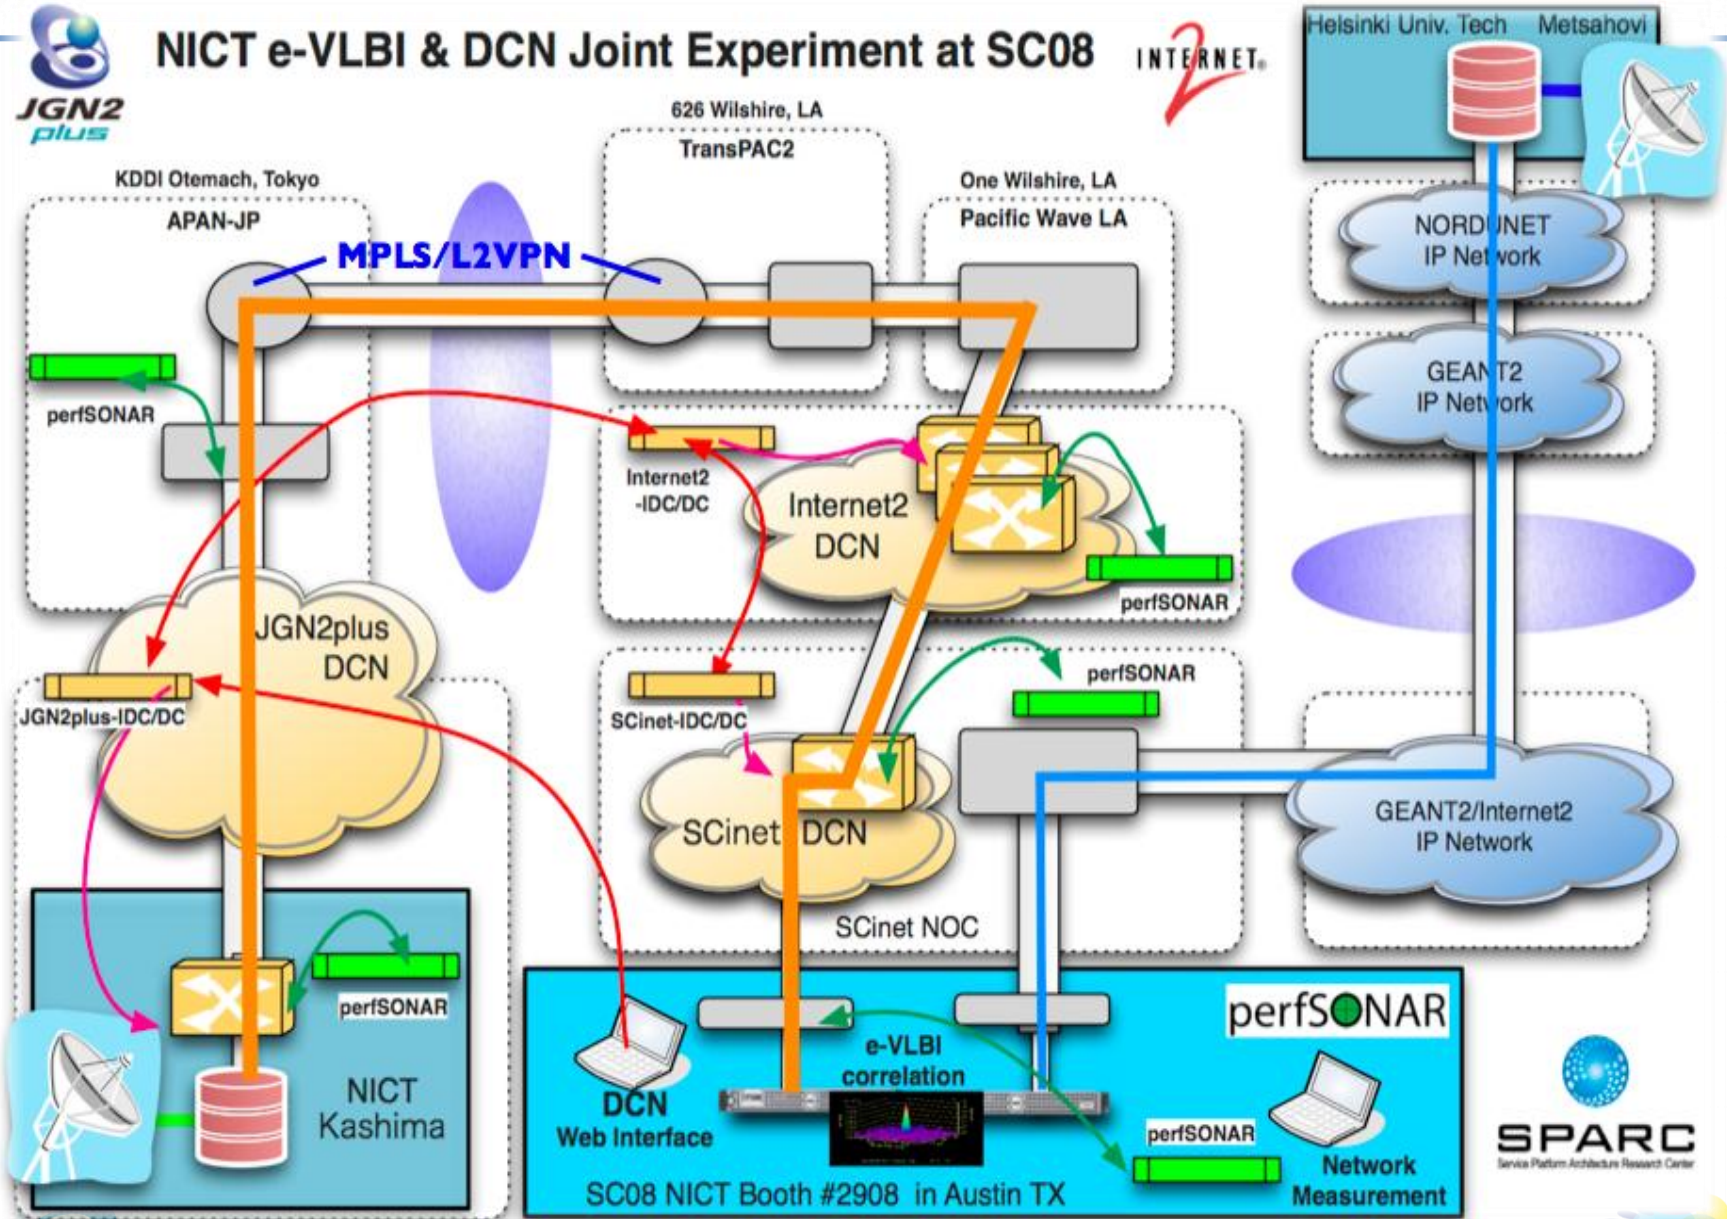 NICT e-VLBI & DCN Joint Experiment at SC08
JGN2
plus
INTERNET®
2
Helsinki Univ. Tech Metsahovi
626 Wilshire, LA
TransPAC2
KDDI Otemach, Tokyo
APAN-JP
One Wilshire, LA
Pacific Wave LA
MPLS/L2VPN
NORDUNET
IP Network
perfSONAR
GEANT2
IP Network
Internet2
-IDC/DC
Internet2
DCN
perfSONAR
JGN2plus
DCN
JGN2plus-IDC/DC
perfSONAR
SCinet-IDC/DC
SCinet DCN
GEANT2/Internet2
IP Network
SCinet NOC
perfSONAR
NICT
Kashima
DCN
Web Interface
e-VLBI
correlation
perfSONAR
perfSONAR
Network
Measurement
SC08 NICT Booth #2908 in Austin TX
SPARC
Service Platform Architecture Research Center